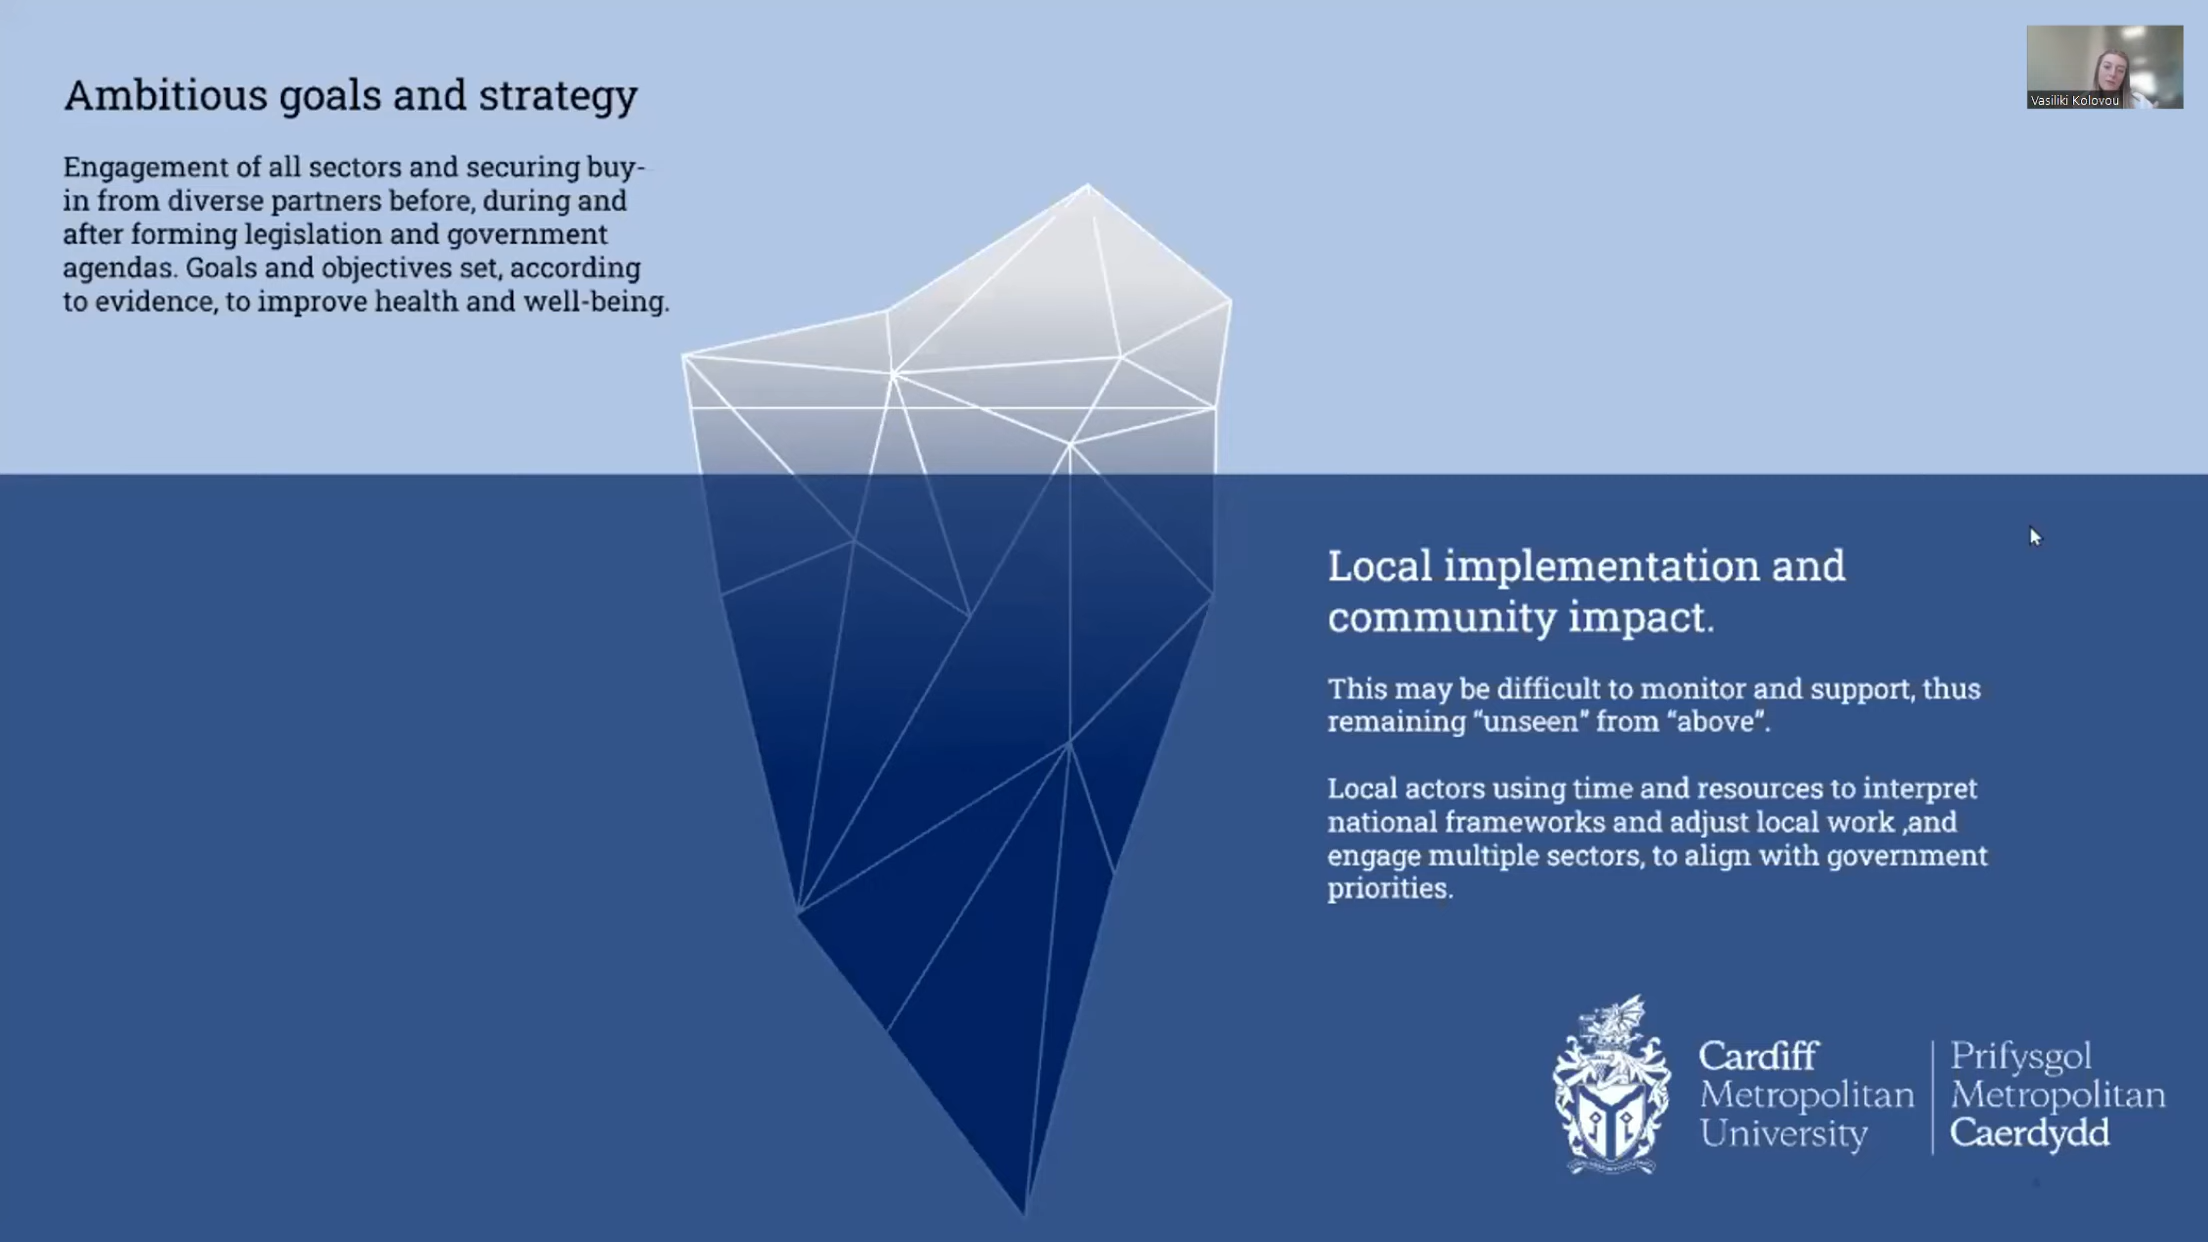 Vasiliki Kolovou
Ambitious goals and strategy
Engagement of all sectors and securing buy-
in from diverse partners before, during and
after forming legislation and government
agendas. Goals and objectives set, according
to evidence, to improve health and well-being.
Local implementation and
community impact.
This may be difficult to monitor and support, thus
remaining “unseen” from “above”.
Local actors using time and resources to interpret
national frameworks and adjust local work ,and
engage multiple sectors, to align with government
priorities.
Cardiff
Metropolitan
University
Prifysgol
Metropolitan
Caerdydd